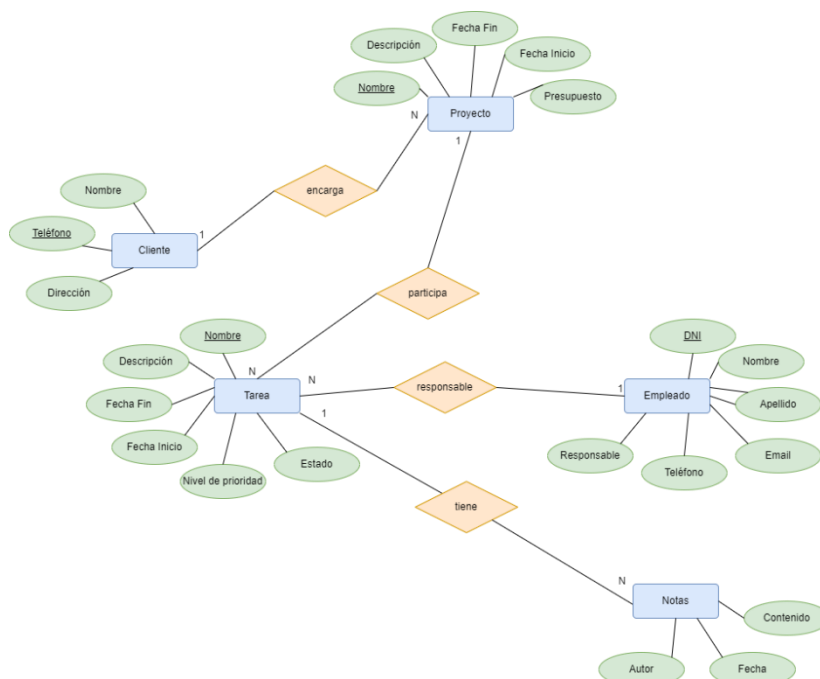 Fecha Fin
Descripción
Fecha Inicio
Nombre
Presupuesto
Proyecto
N
1
encarga
Nombre
Teléfono
1
Cliente
Dirección
participa
Nombre
DNI
Descripción
Nombre
N
N
responsable
1
Tarea
Empleado
Fecha Fin
Apellido
1
Fecha Inicio
Estado
Responsable
Email
Nivel de prioridad
Teléfono
tiene
N
Notas
Contenido
Autor
Fecha